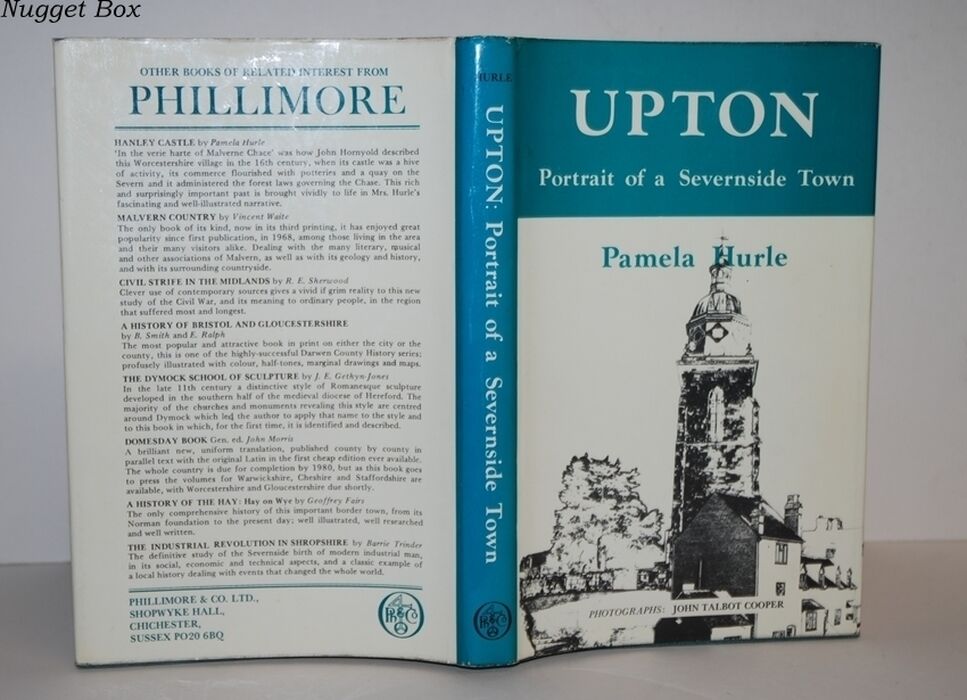 Nugget Box
OTHER BOOKS OF RELATED INTEREST FROM
PHILLIMORE
HANLEY CASTLE by Pamela Hurle
'In the verie harte of Malverne Chace' was how John Hornyold described
this Worcestershire village in the 16th century, when its castle was a hive
of activity, its commerce flourished with potteries and a quay on the
Severn and it administered the forest laws governing the Chase. This rich
and surprisingly important past is brought vividly to life in Mrs. Hurle's
fascinating and well-illustrated narrative.
MALVERN COUNTRY by Vincent Waite
The only book of its kind, now in its third printing, it has enjoyed great
popularity since first publication, in 1968, among those living in the area
and their many visitors alike. Dealing with the many literary, musical
and other associations of Malvern, as well as with its geology and history,
and with its surrounding countryside.
CIVIL STRIFE IN THE MIDLANDS by R. E. Sherwood
Clever use of contemporary sources gives a vivid if grim reality to this new
study of the Civil War, and its meaning to ordinary people, in the region
that suffered most and longest.
A HISTORY OF BRISTOL AND GLOUCESTERSHIRE
by B. Smith and E. Ralph
The most popular and attractive book in print on either the city or the
county, this is one of the highly-successful Darwen County History series;
profusely illustrated with colour, half-tones, marginal drawings and maps.
THE DYMOCK SCHOOL OF SCULPTURE by J. E. Gethyn-Jones
In the late 11th century a distinctive style of Romanesque sculpture
developed in the southern half of the medieval diocese of Hereford. The
majority of the churches and monuments revealing this style are centred
around Dymock which led the author to apply that name to the style and
to this book in which, for the first time, it is identified and described.
DOMESDAY BOOK Gen. ed. John Morris
A brilliant new, uniform translation, published county by county in
parallel text with the original Latin in the first cheap edition ever available.
The whole country is due for completion by 1980, but as this book goes
to press the volumes for Warwickshire, Cheshire and Staffordshire are
available, with Worcestershire and Gloucestershire due shortly.
A HISTORY OF THE HAY: Hay on Wye by Geoffrey Fairs
The only comprehensive history of this important border town, from its
Norman foundation to the present day; well illustrated, well researched
and well written.
THE INDUSTRIAL REVOLUTION IN SHROPSHIRE by Barrie Trinder
The definitive study of the Severnside birth of modern industrial man,
in its social, economic and technical aspects, and a classic example of
a local history dealing with events that changed the whole world.
PHILLIMORE & CO. LTD.,
SHOPWYKE HALL,
CHICHESTER,
SUSSEX PO20 6BQ
HURLE
UPTON: Portrait of a Severnside Town
UPTON
Portrait of a Severnside Town
Pamela Hurle
PHOTOGRAPHS: JOHN TALBOT COOPER